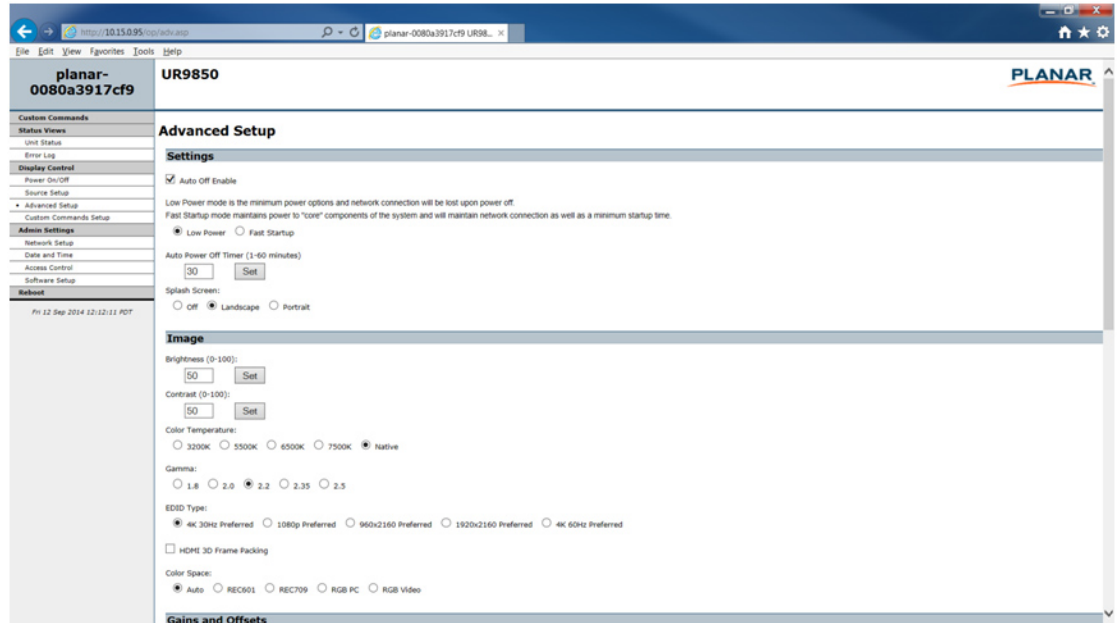 http://10.15.0.95/op/adv.asp
planar-0080a3917cf9 UR98...
File Edit View Favorites Tools Help
planar-
0080a3917cf9
UR9850
PLANAR
Custom Commands
Status Views
Unit Status
Error Log
Display Control
Power On/Off
Source Setup
Advanced Setup
Custom Commands Setup
Admin Settings
Network Setup
Date and Time
Access Control
Software Setup
Reboot
Fri 12 Sep 2014 12:12:11 PDT
Advanced Setup
Settings
Auto Off Enable
Low Power mode is the minimum power options and network connection will be lost upon power off.
Fast Startup mode maintains power to "core" components of the system and will maintain network connection as well as a minimum startup time.
Low Power Fast Startup
Auto Power Off Timer (1-60 minutes)
30 Set
Splash Screen:
Off Landscape Portrait
Image
Brightness (0-100):
50 Set
Contrast (0-100):
50 Set
Color Temperature:
3200K 5500K 6500K 7500K Native
Gamma:
1.8 2.0 2.2 2.35 2.5
EDID Type:
4K 30Hz Preferred 1080p Preferred 960x2160 Preferred 1920x2160 Preferred 4K 60Hz Preferred
HDMI 3D Frame Packing
Color Space:
Auto REC601 REC709 RGB PC RGB Video
Gains and Offsets